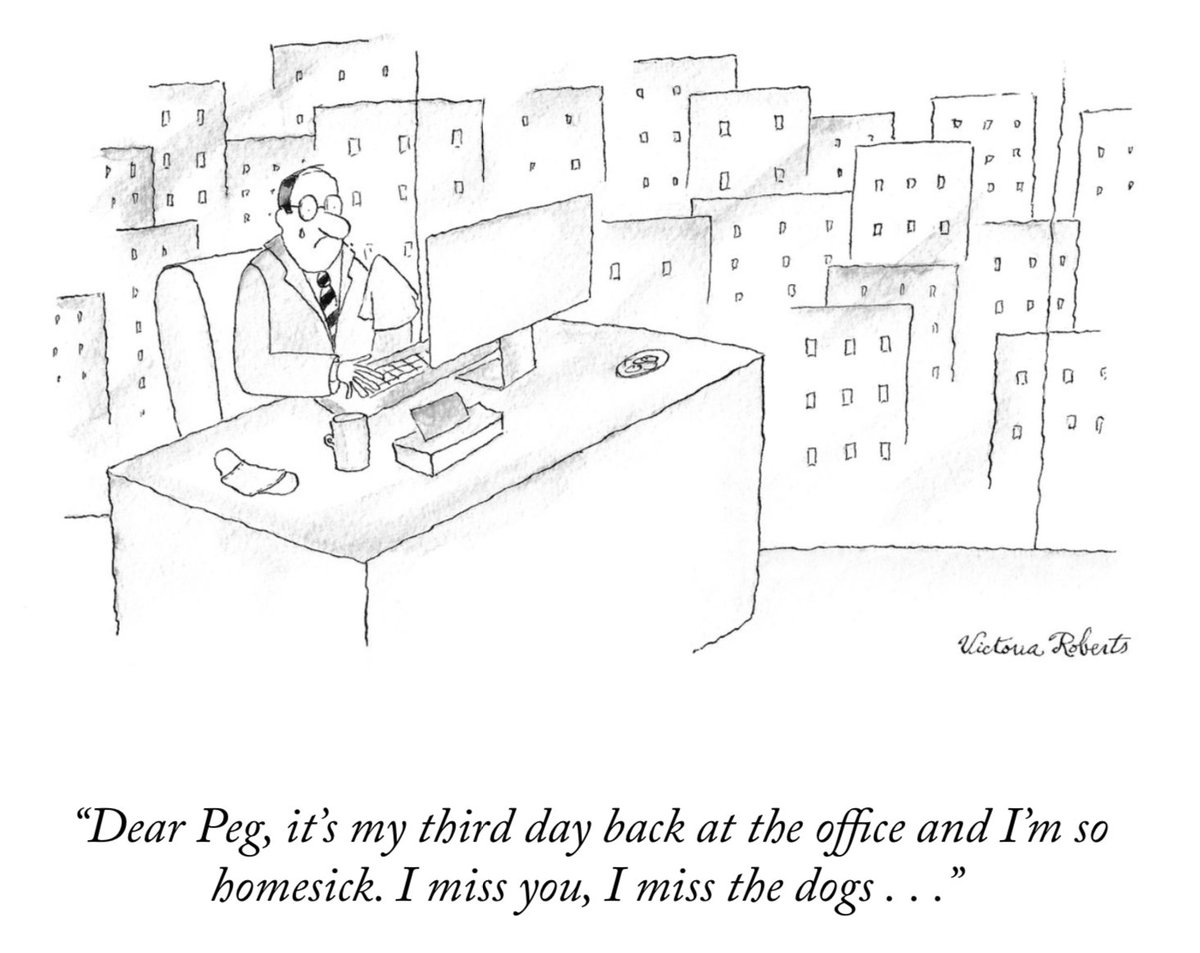 Victoria Roberts
“Dear Peg, it’s my third day back at the office and I’m so
homesick. I miss you, I miss the dogs . . .”